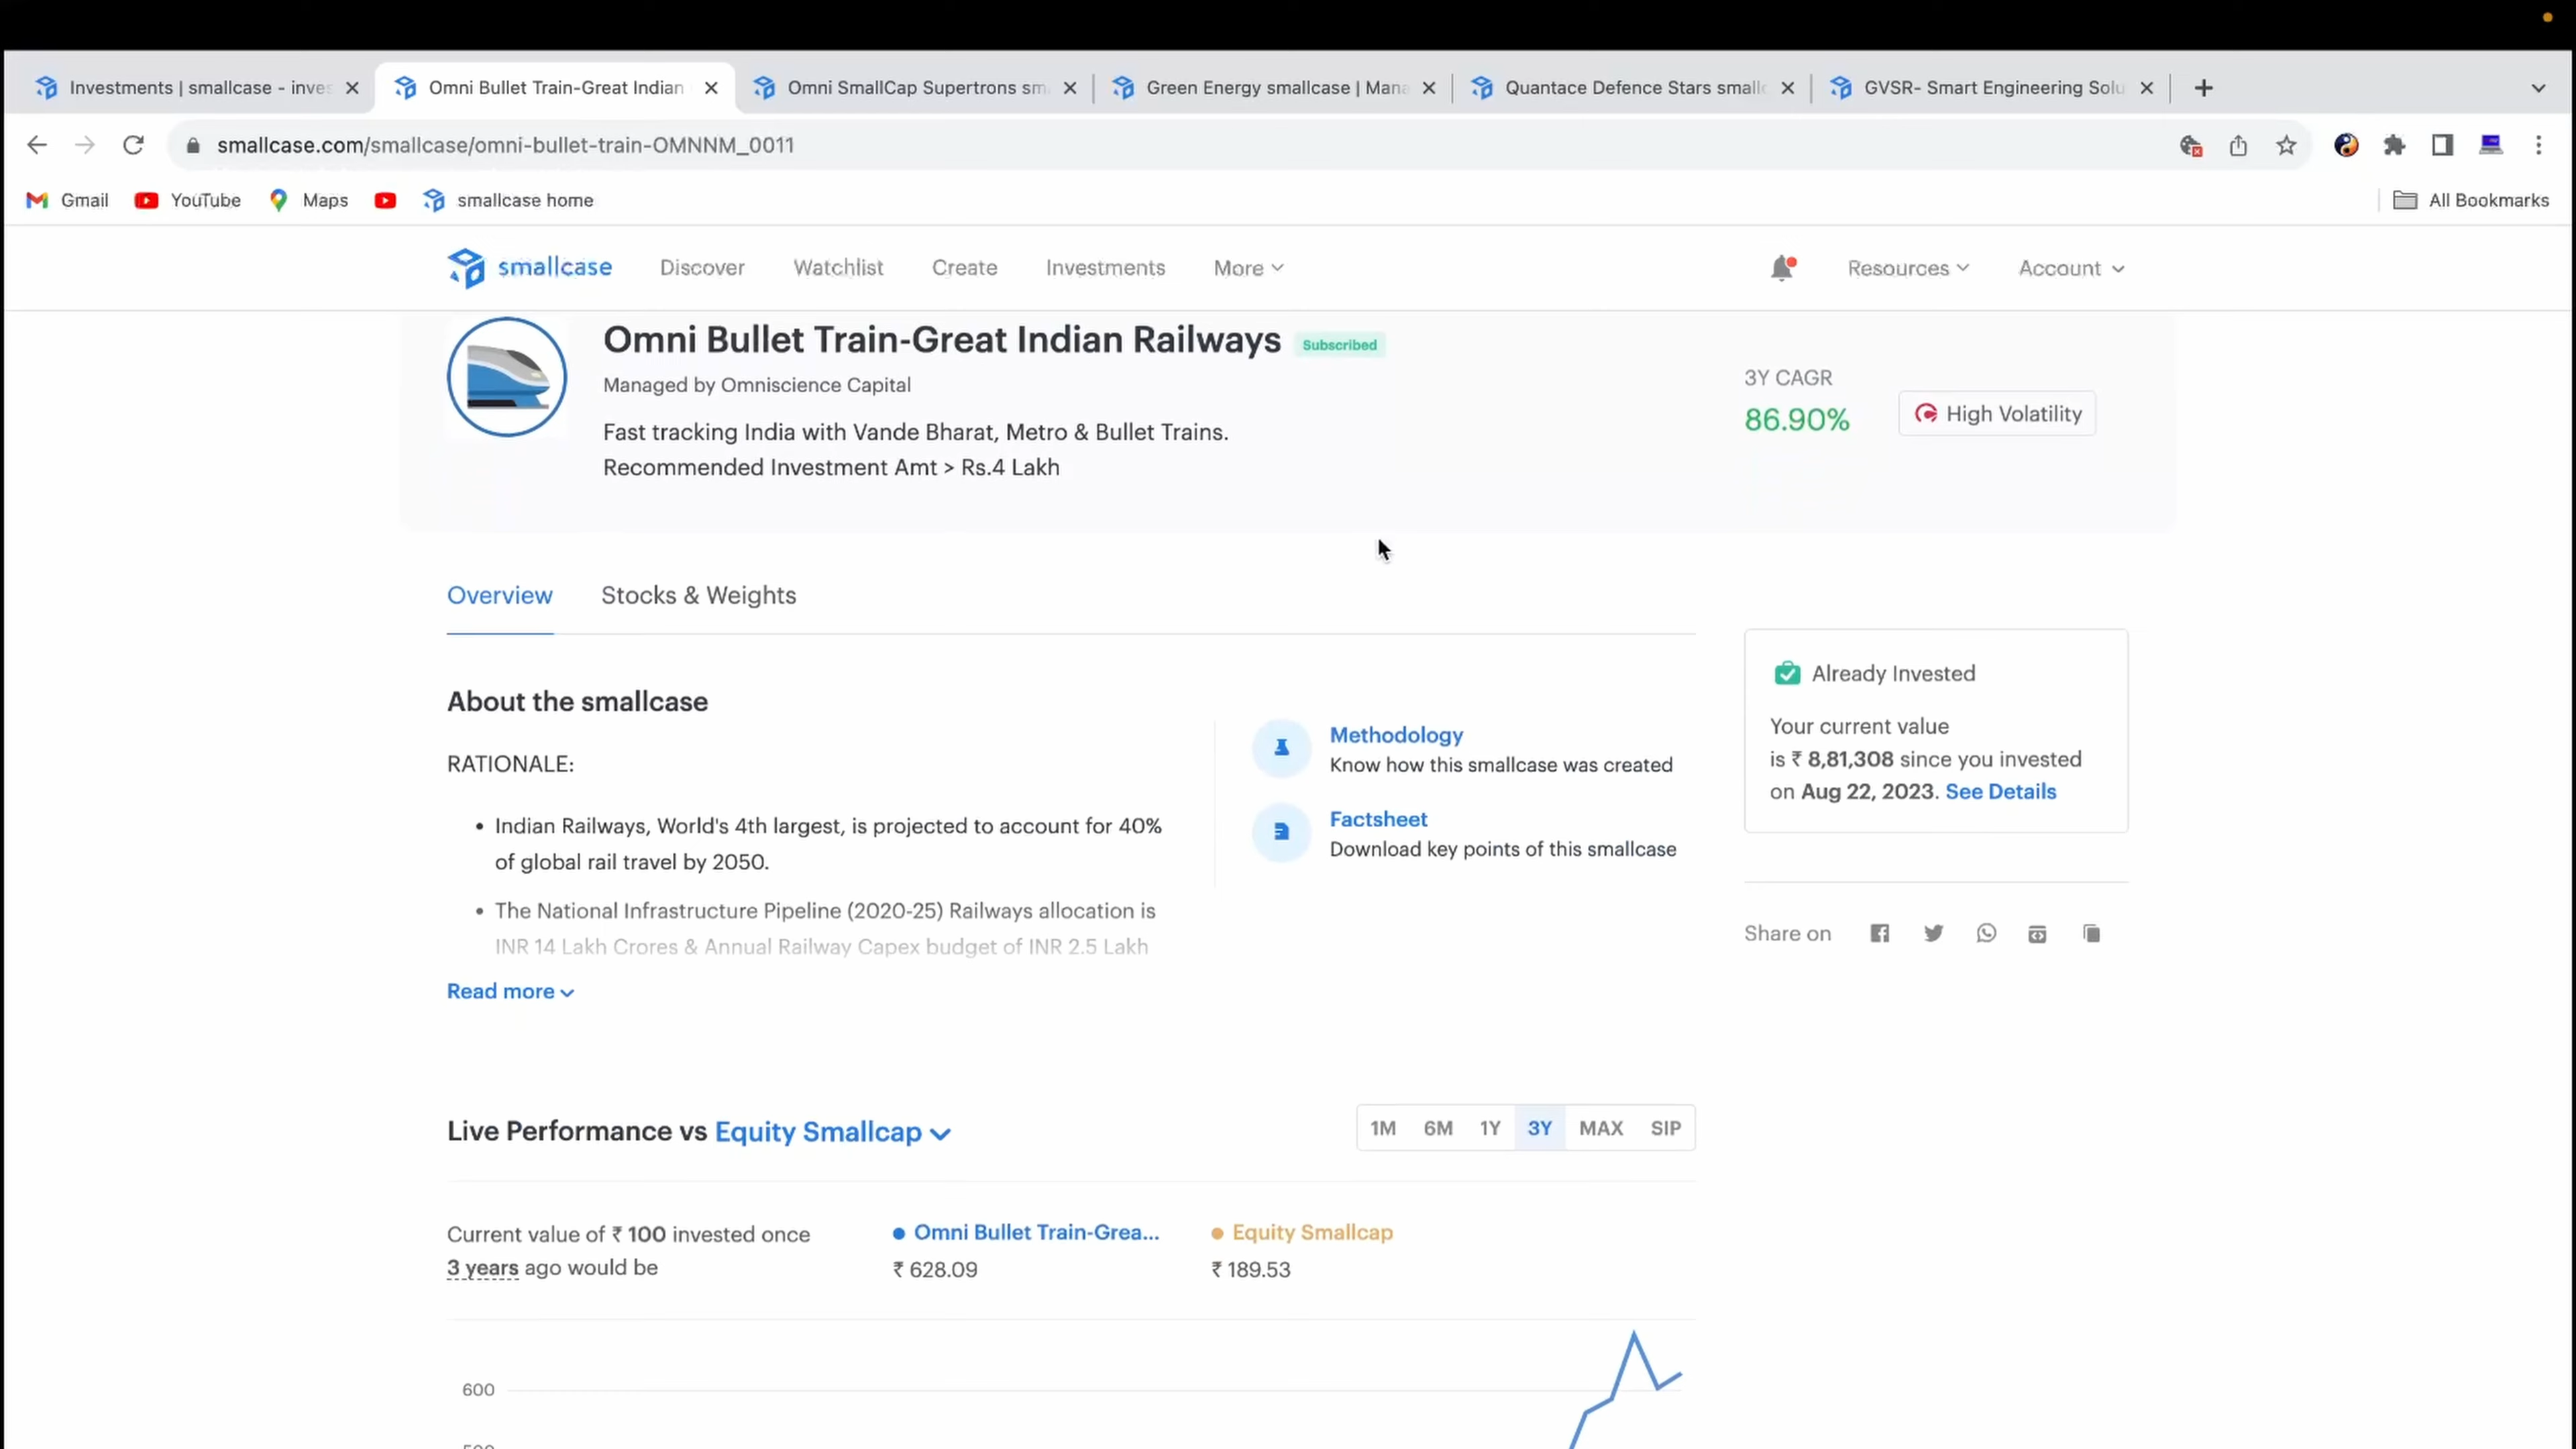 Investments | smallcase - inves
Omni Bullet Train-Great Indian
Omni SmallCap Supertrons sm
Green Energy smallcase | Mana
Quantace Defence Stars smallc
GVSR- Smart Engineering Solu
smallcase.com/smallcase/omni-bullet-train-OMNNM_0011
Gmail
YouTube
Maps
smallcase home
All Bookmarks
smallcase
Discover
Watchlist
Create
Investments
More
Resources
Account
Omni Bullet Train-Great Indian Railways
Subscribed
Managed by Omniscience Capital
Fast tracking India with Vande Bharat, Metro & Bullet Trains.
Recommended Investment Amt > Rs.4 Lakh
3Y CAGR
86.90%
High Volatility
Overview
Stocks & Weights
About the smallcase
RATIONALE:
• Indian Railways, World's 4th largest, is projected to account for 40%
of global rail travel by 2050.
• The National Infrastructure Pipeline (2020-25) Railways allocation is
INR 14 Lakh Crores & Annual Railway Capex budget of INR 2.5 Lakh
Read more
Methodology
Know how this smallcase was created
Factsheet
Download key points of this smallcase
Already Invested
Your current value
is ₹ 8,81,308 since you invested
on Aug 22, 2023. See Details
Share on
Live Performance vs Equity Smallcap
1M
6M
1Y
3Y
MAX
SIP
Current value of ₹ 100 invested once
3 years ago would be
Omni Bullet Train-Grea...
₹ 628.09
Equity Smallcap
₹ 189.53
600